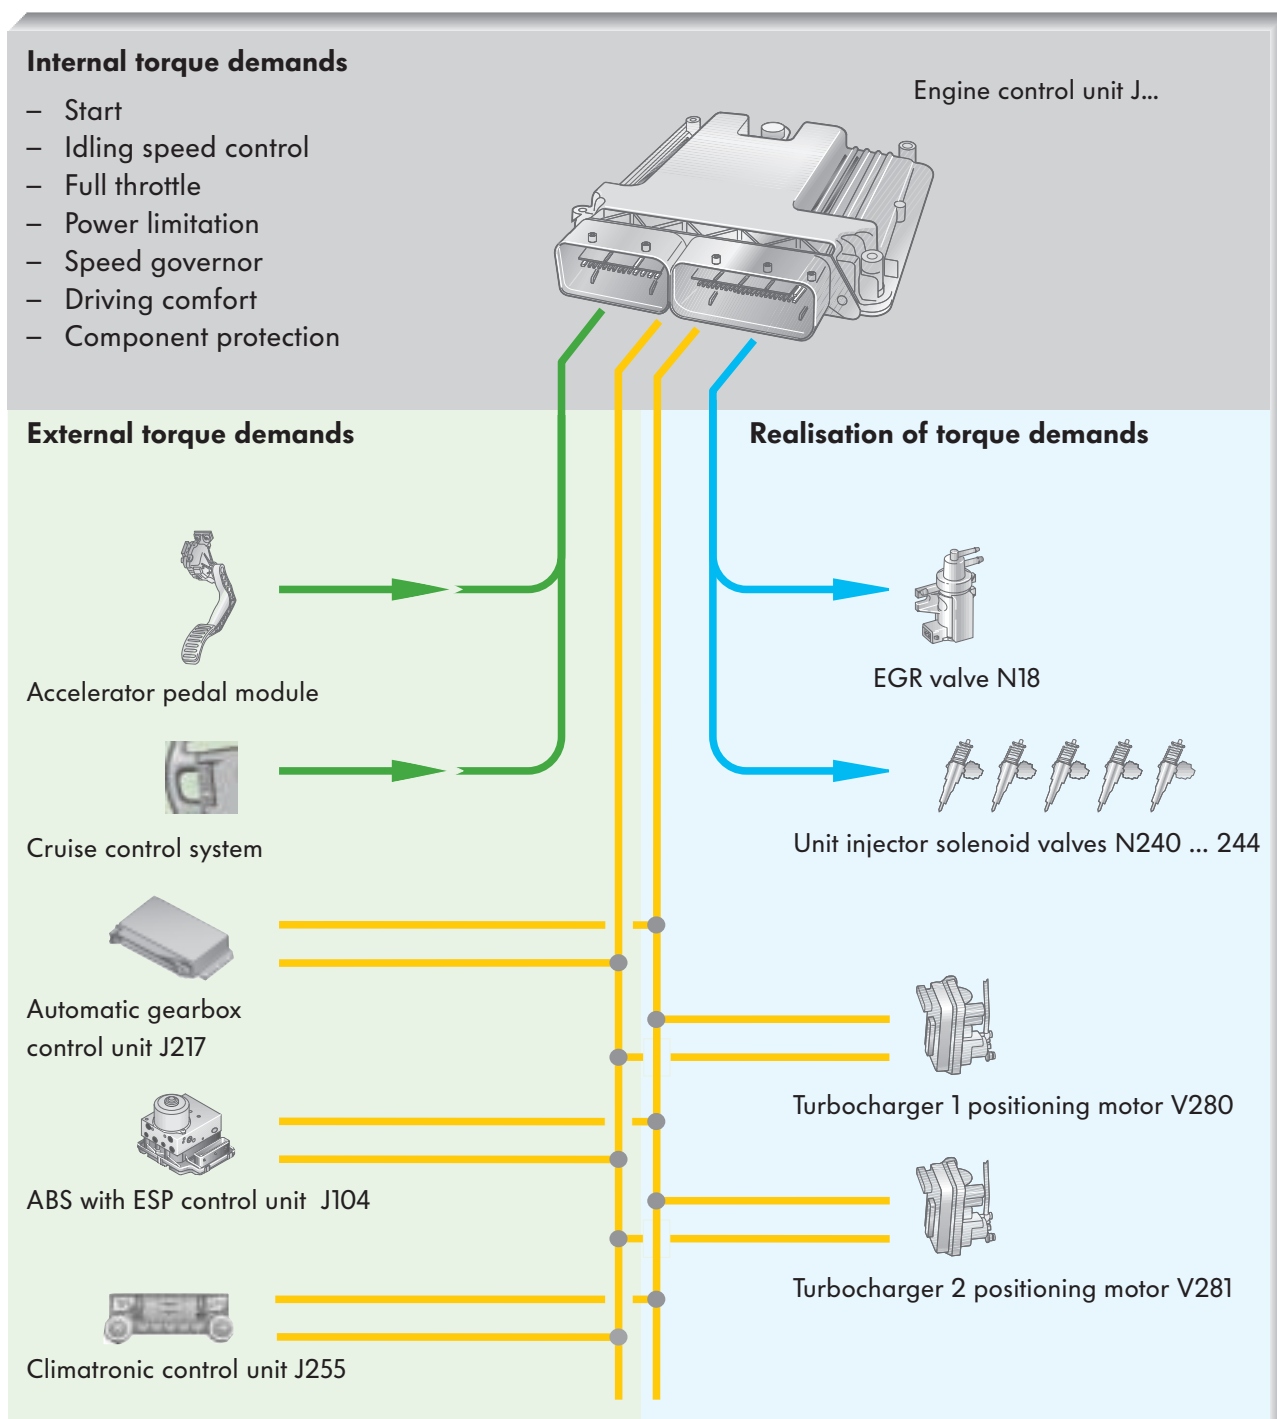 Internal torque demands
– Start
– Idling speed control
– Full throttle
– Power limitation
– Speed governor
– Driving comfort
– Component protection
Engine control unit J...
External torque demands
Accelerator pedal module
Cruise control system
Automatic gearbox
control unit J217
ABS with ESP control unit J104
Climatronic control unit J255
Realisation of torque demands
EGR valve N18
Unit injector solenoid valves N240 ... 244
Turbocharger 1 positioning motor V280
Turbocharger 2 positioning motor V281